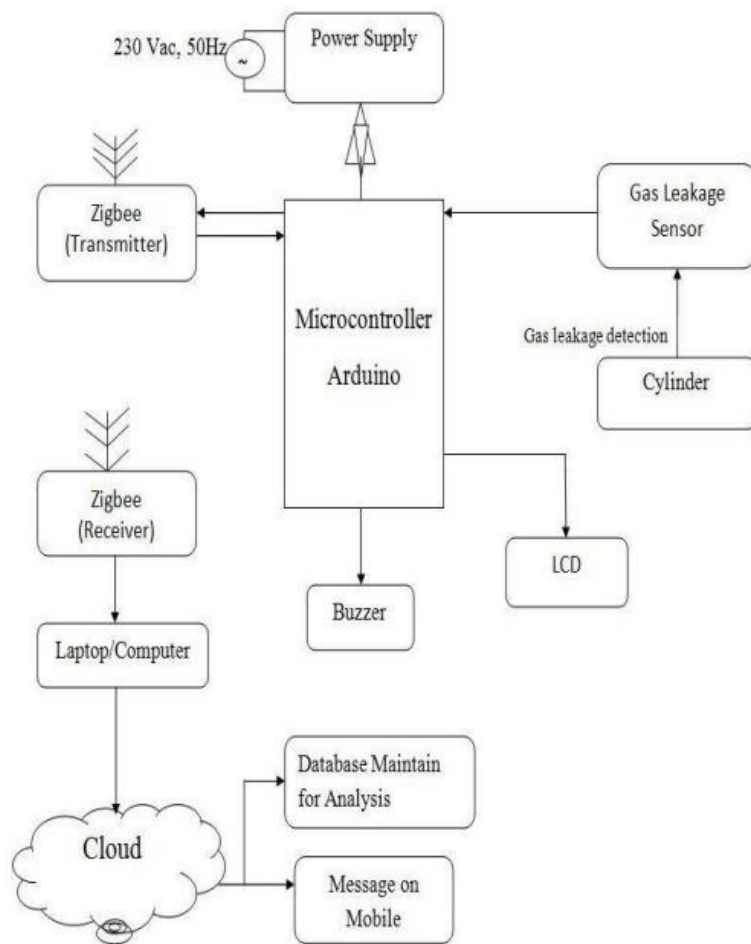 230 Vac, 50Hz
~
Power Supply
Zigbee
(Transmitter)
Gas Leakage
Sensor
Microcontroller
Arduino
Gas leakage detection
Cylinder
Zigbee
(Receiver)
LCD
Buzzer
Laptop/Computer
Database Maintain
for Analysis
Cloud
Message on
Mobile